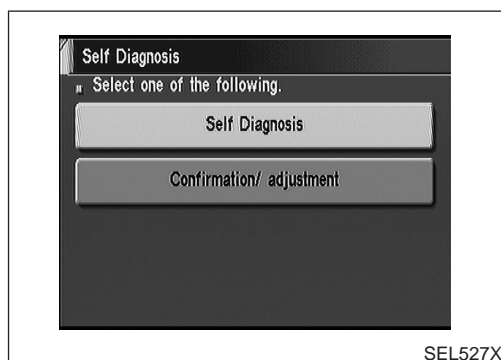 Self Diagnosis
Select one of the following.
Self Diagnosis
Confirmation/ adjustment
SEL527X